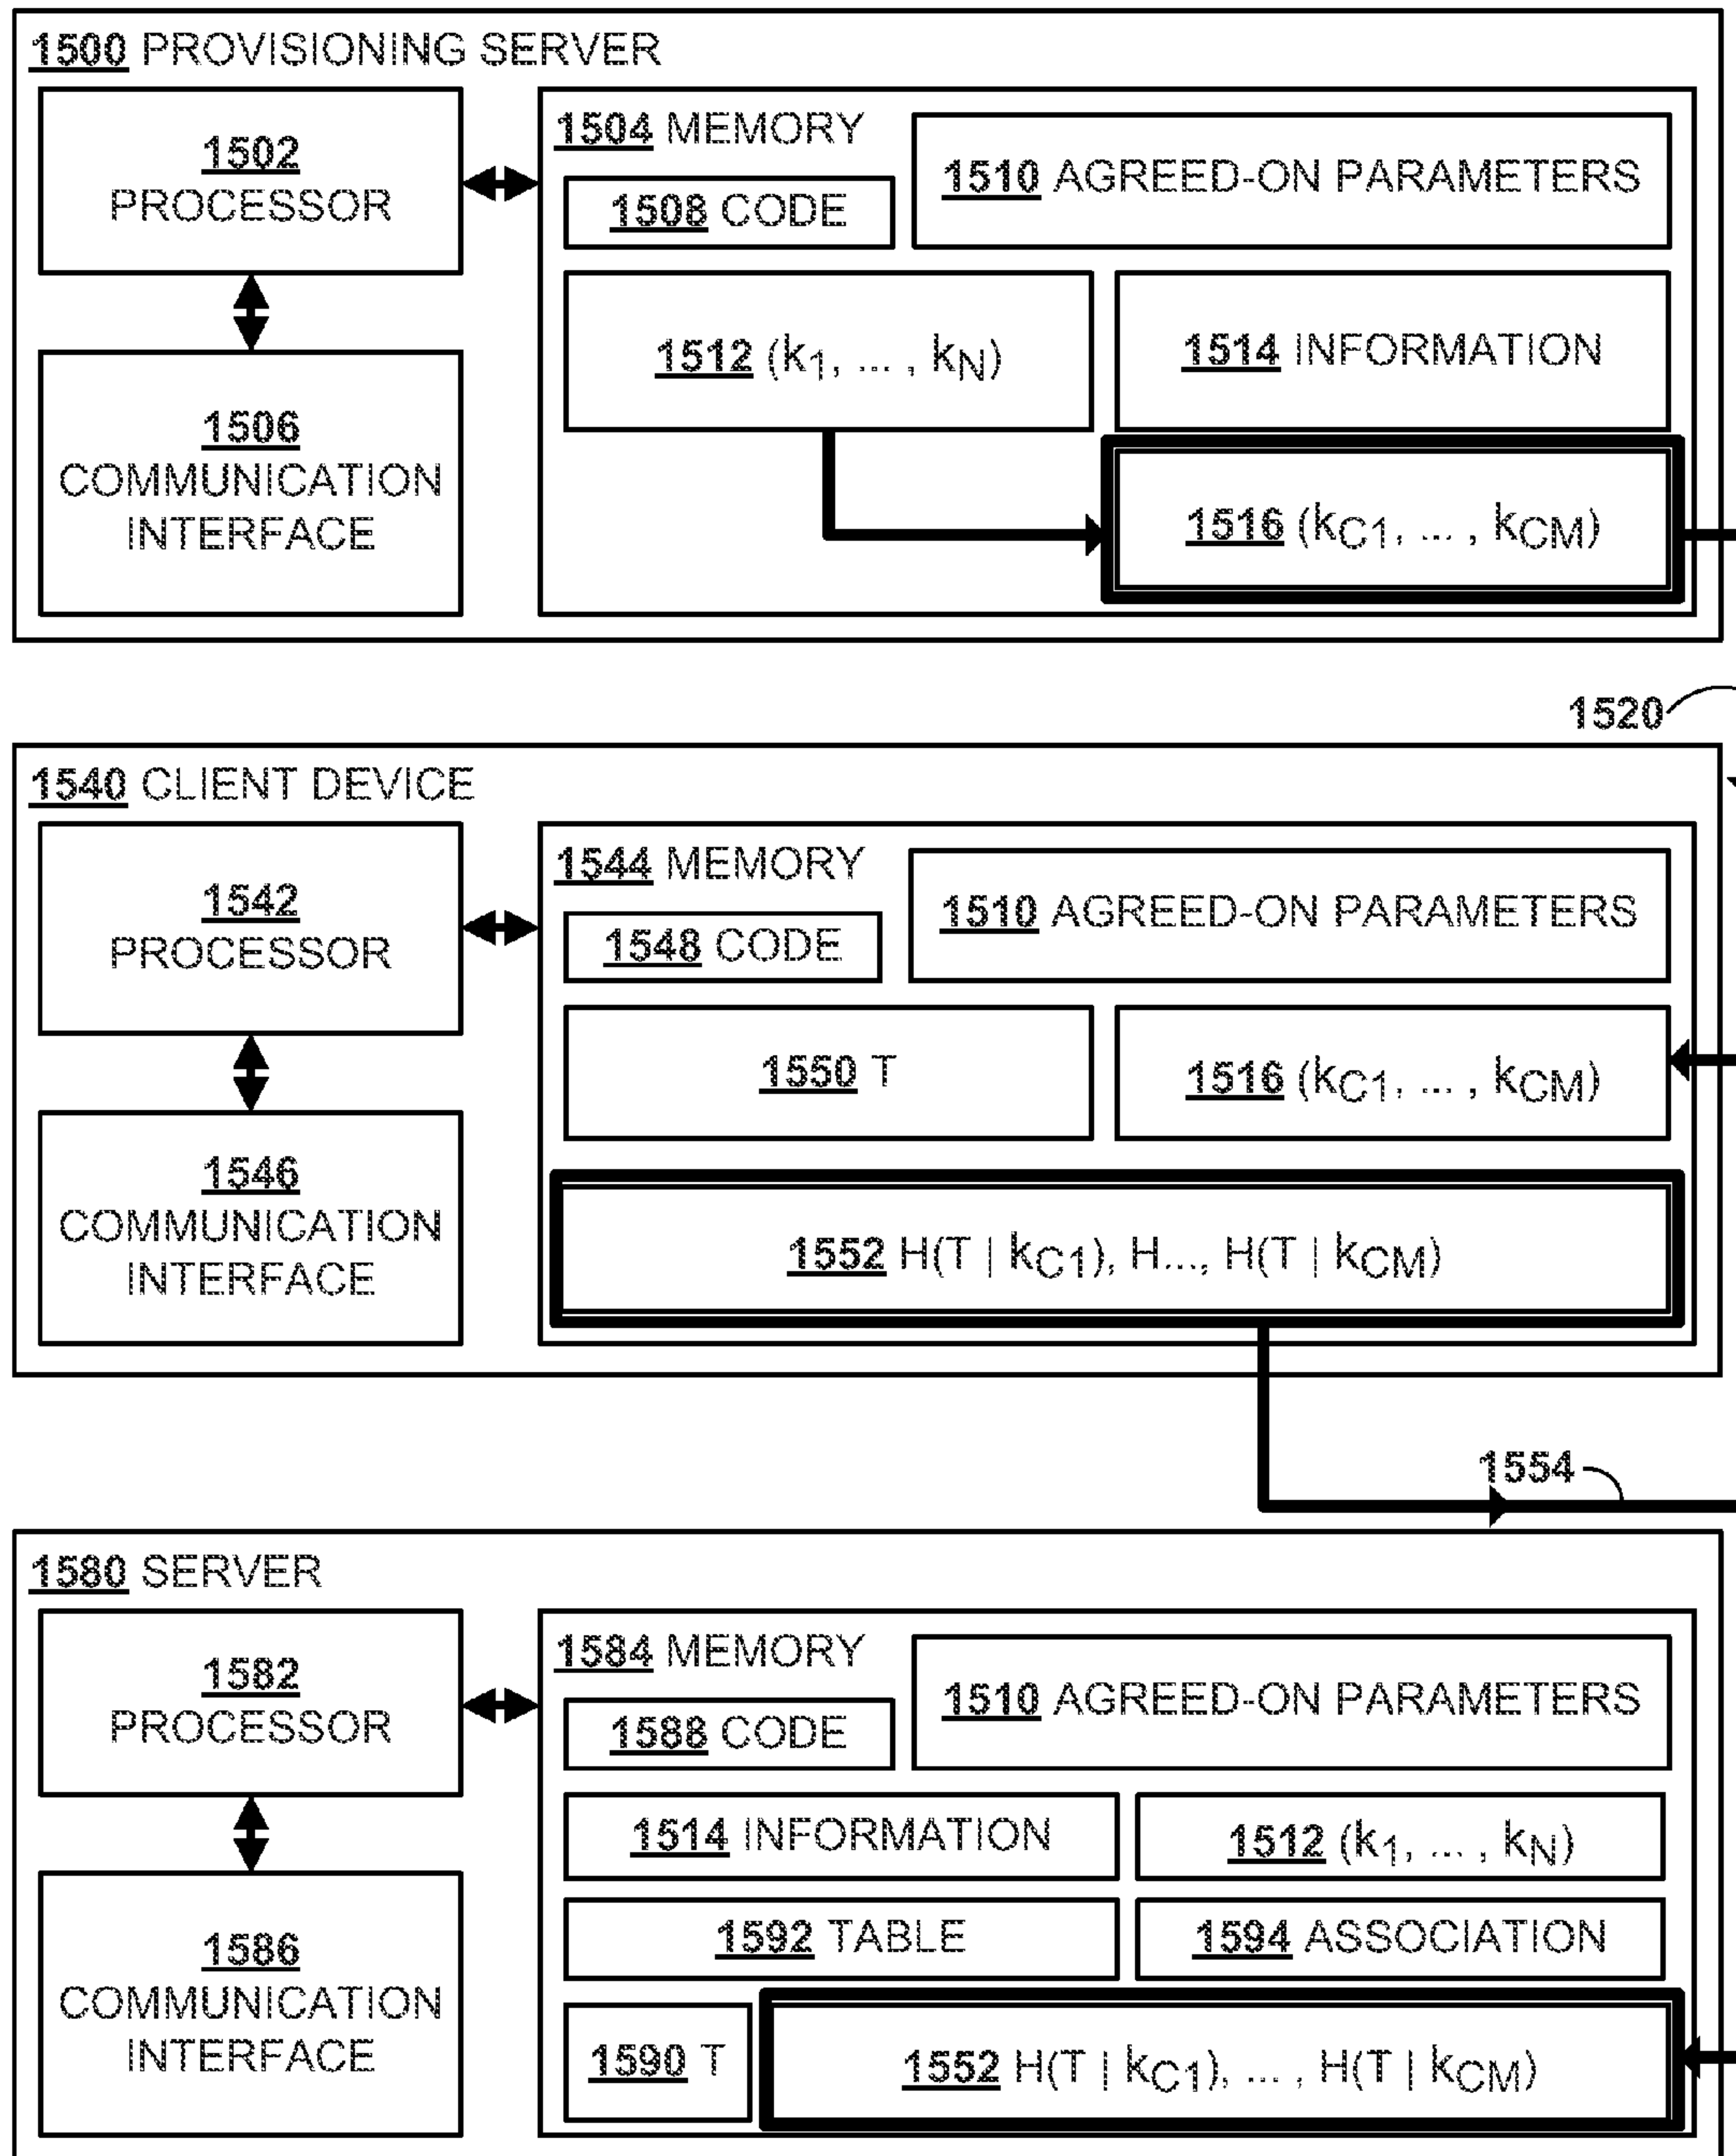 1500 PROVISIONING SERVER
1502
PROCESSOR
1504 MEMORY
1510 AGREED-ON PARAMETERS
1508 CODE
1512 (k1, ... , kN)
1514 INFORMATION
1506
COMMUNICATION
INTERFACE
1516 (kC1, ... , kCM)
1520
1540 CLIENT DEVICE
1542
PROCESSOR
1544 MEMORY
1510 AGREED-ON PARAMETERS
1548 CODE
1550 T
1516 (kC1, ... , kCM)
1546
COMMUNICATION
INTERFACE
1552 H(T | kC1), H..., H(T | kCM)
1554
1580 SERVER
1582
PROCESSOR
1584 MEMORY
1510 AGREED-ON PARAMETERS
1588 CODE
1514 INFORMATION
1512 (k1, ... , kN)
1586
COMMUNICATION
INTERFACE
1592 TABLE
1594 ASSOCIATION
1590 T
1552 H(T | kC1), ... , H(T | kCM)